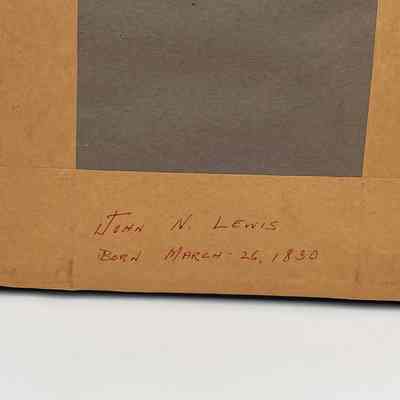 John N. Lewis
Born March 26, 1830